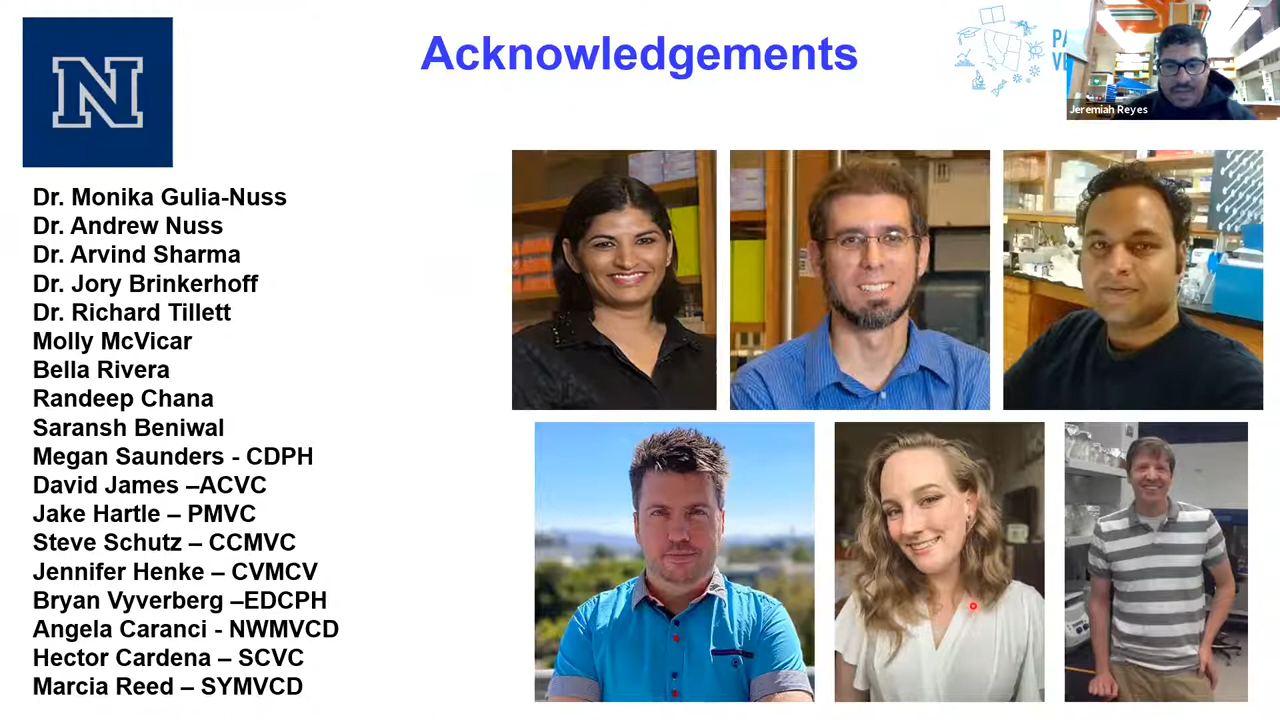 N
Acknowledgements
Jeremiah Reyes
Dr. Monika Gulia-Nuss
Dr. Andrew Nuss
Dr. Arvind Sharma
Dr. Jory Brinkerhoff
Dr. Richard Tillett
Molly McVicar
Bella Rivera
Randeep Chana
Saransh Beniwal
Megan Saunders - CDPH
David James –ACVC
Jake Hartle – PMVC
Steve Schutz – CCMVC
Jennifer Henke – CVMCV
Bryan Vyverberg –EDCPH
Angela Caranci - NWMVCD
Hector Cardena – SCVC
Marcia Reed – SYMVCD